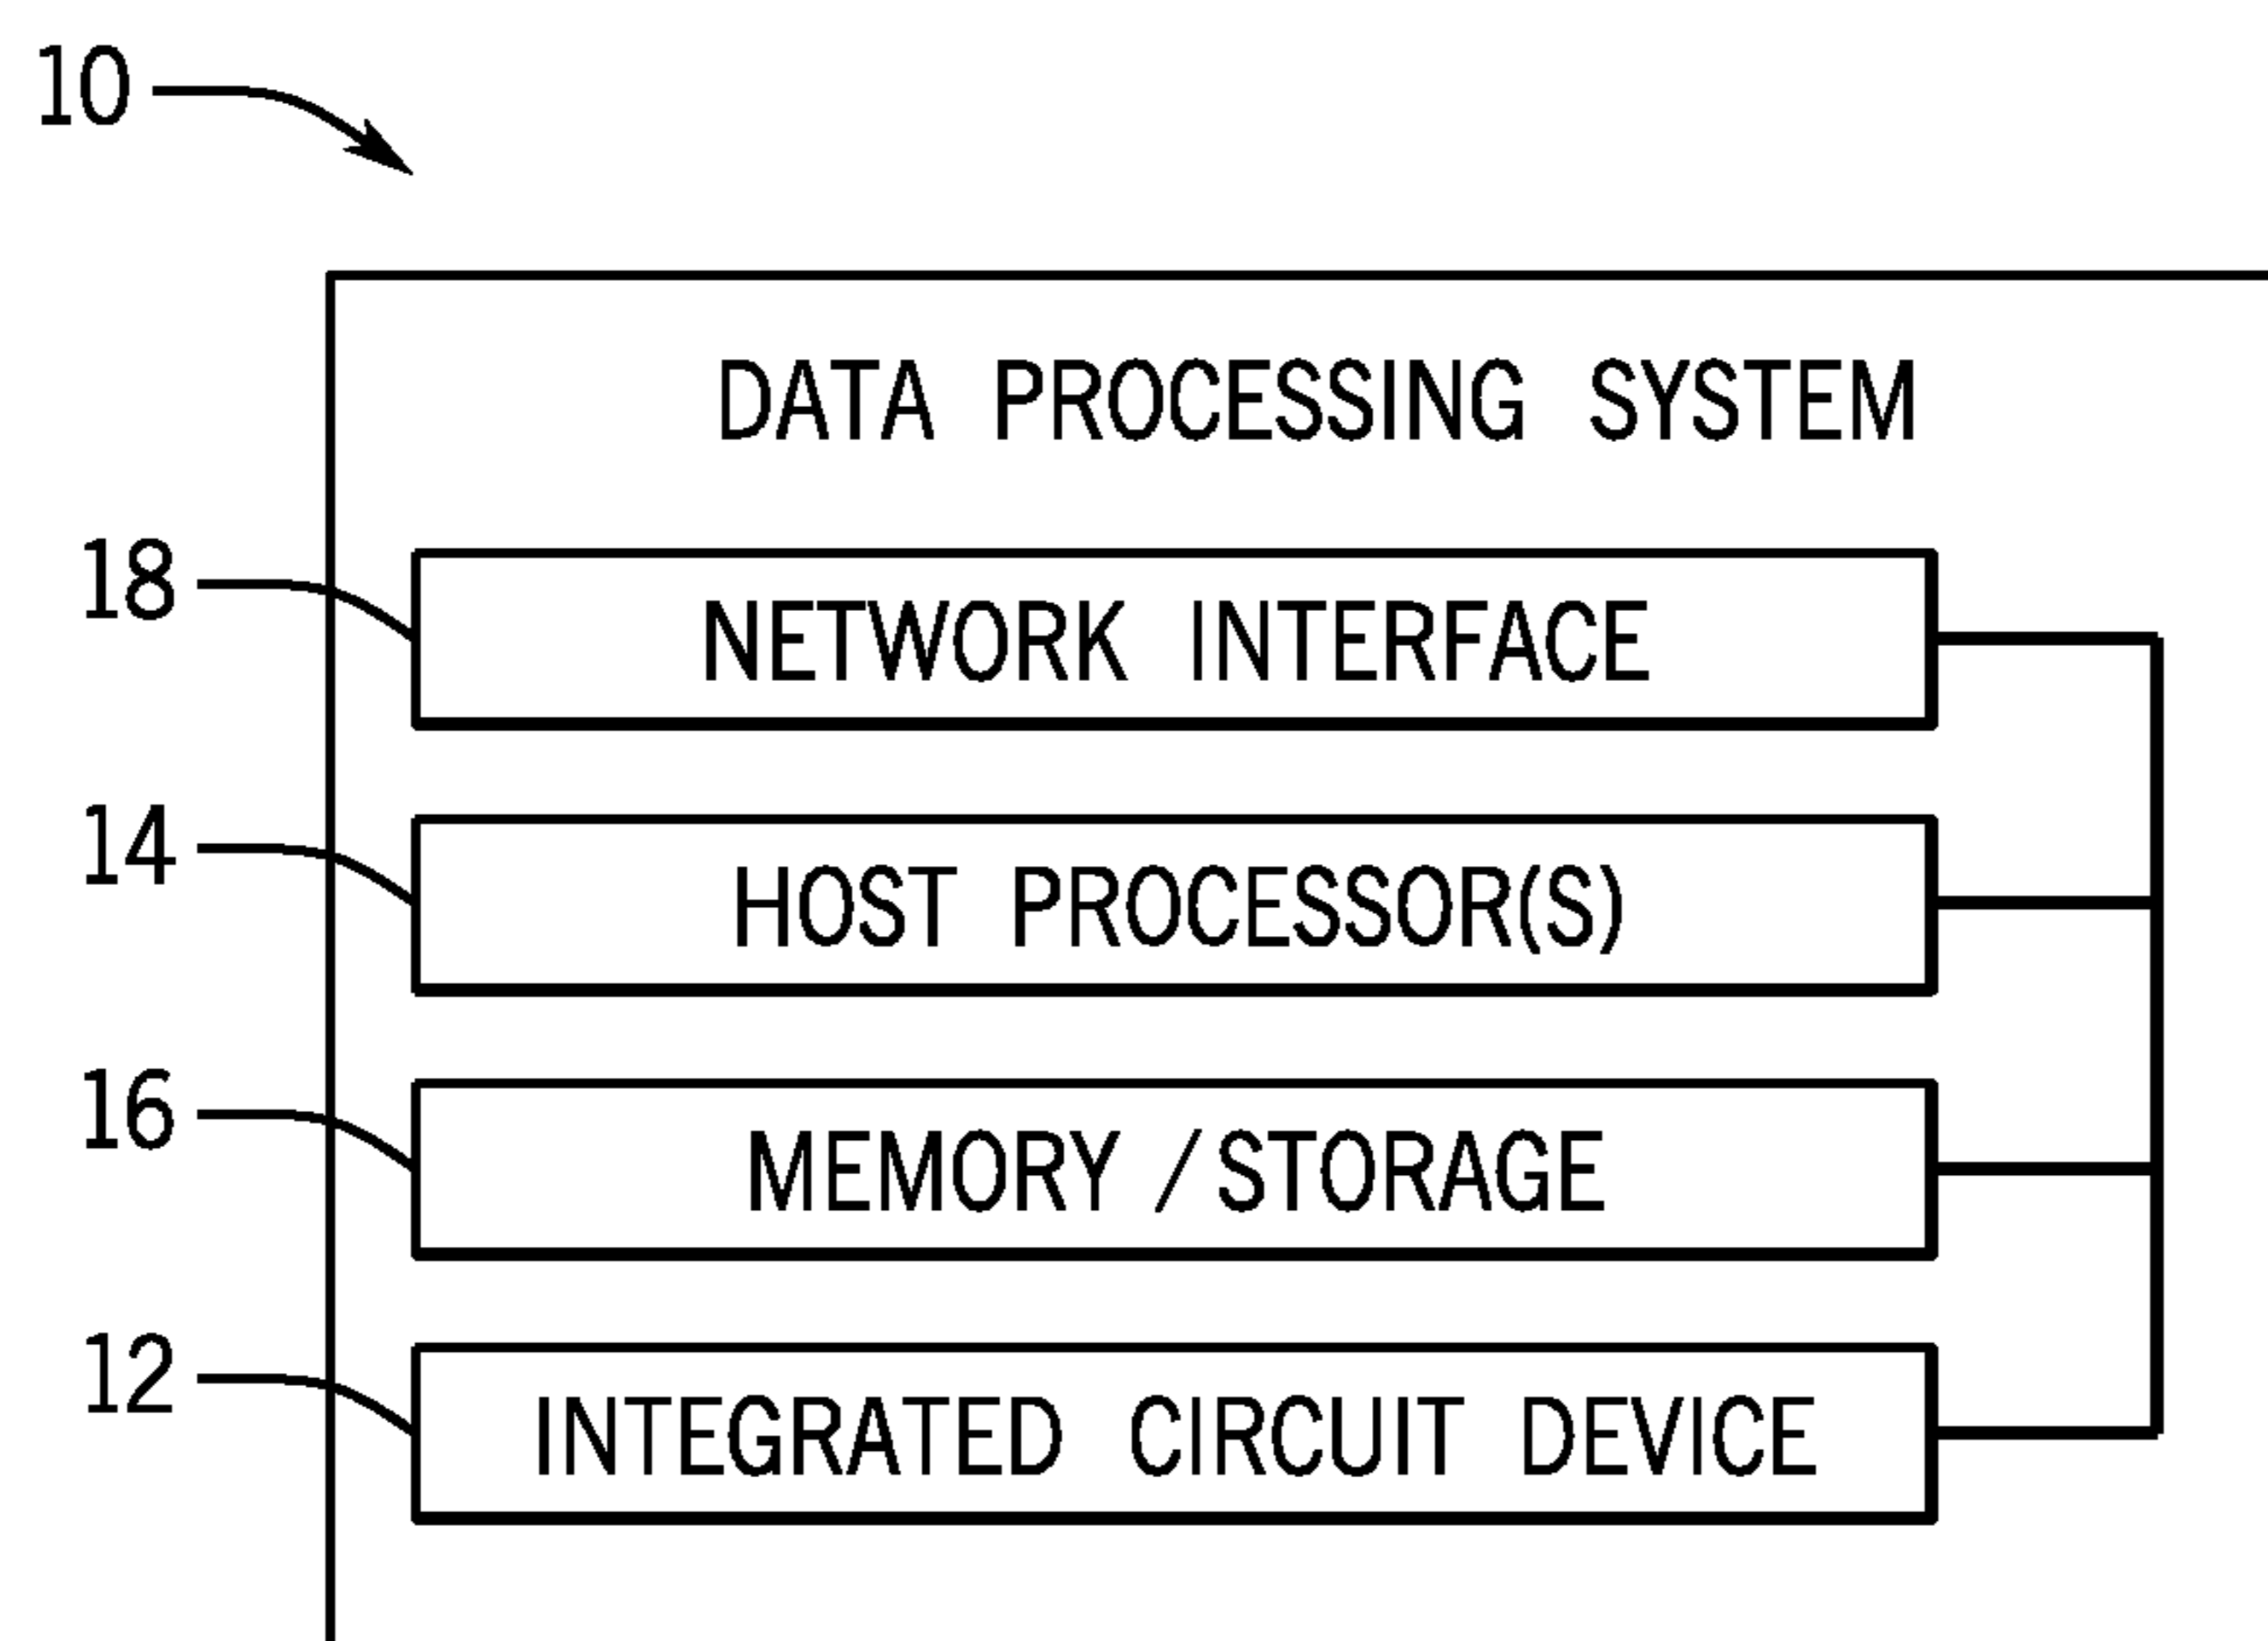 10
DATA PROCESSING SYSTEM
18 NETWORK INTERFACE
14 HOST PROCESSOR(S)
16 MEMORY / STORAGE
12 INTEGRATED CIRCUIT DEVICE